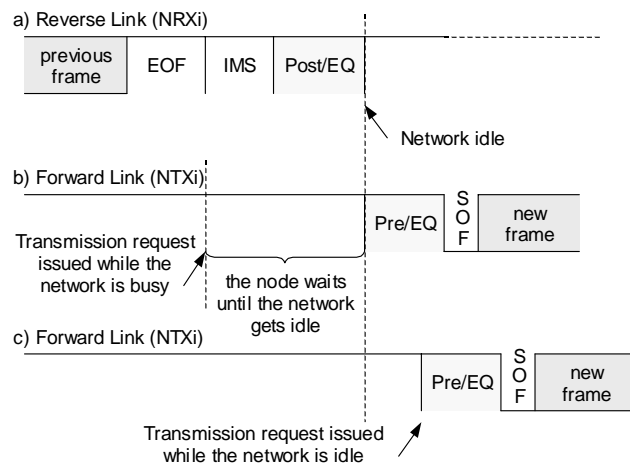 a) Reverse Link (NRXi)
previous
frame
EOF
IMS
Post/EQ
Network idle
b) Forward Link (NTXi)
Pre/EQ
S
O
F
new
frame
Transmission request
issued while the
network is busy
the node waits
until the network
gets idle
c) Forward Link (NTXi)
Pre/EQ
S
O
F
new
frame
Transmission request issued
while the network is idle